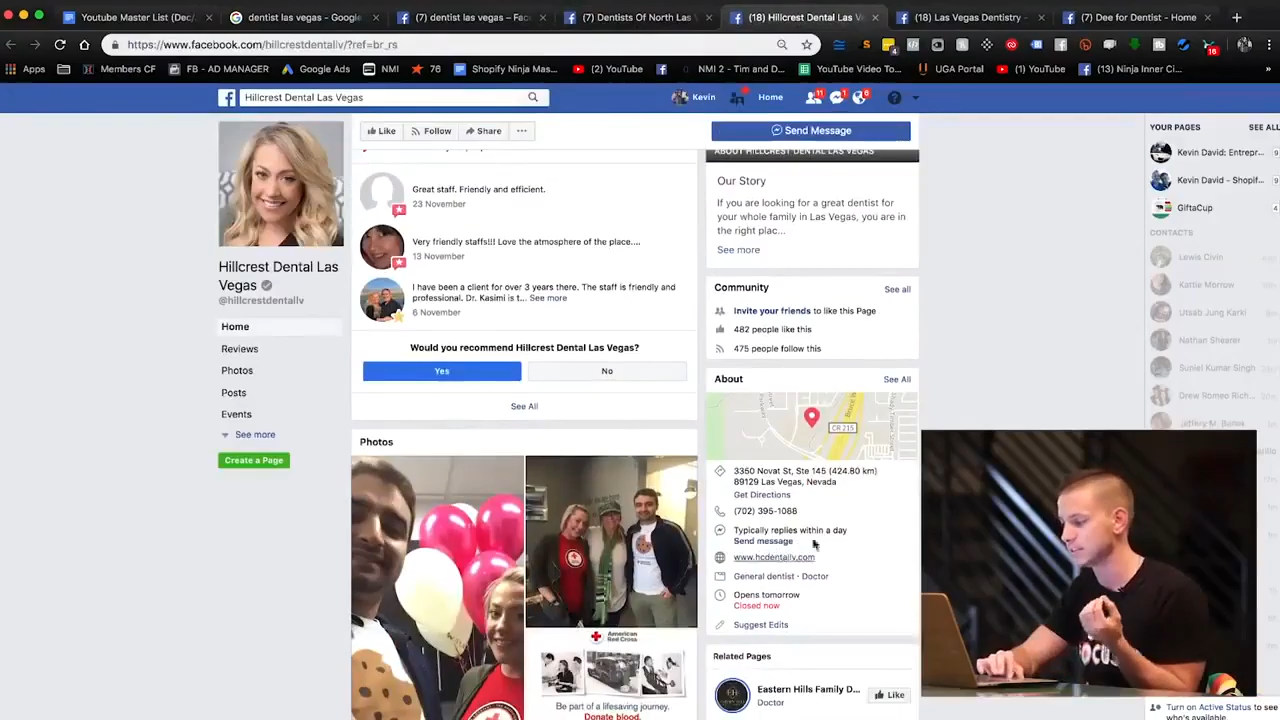 Youtube Master List (Dec/
dentist las vegas - Google
(7) dentist las vegas – Fac
(7) Dentists Of North Las V
(18) Hillcrest Dental Las Ve
(18) Las Vegas Dentistry -
(7) Dee for Dentist - Home
https://www.facebook.com/hillcrestdentallv/?ref=br_rs
Apps
Members CF
FB - AD MANAGER
Google Ads
NMI
76
Shopify Ninja Mas...
(2) YouTube
NMI 2 - Tim and D...
YouTube Video To...
UGA Portal
(1) YouTube
(13) Ninja Inner Ci...
Hillcrest Dental Las Vegas
Kevin
Home
11
1
6
Like
Follow
Share
Send Message
Hillcrest Dental Las
Vegas
@hillcrestdentallv
Home
Reviews
Photos
Posts
Events
See more
Create a Page
Great staff. Friendly and efficient.
23 November
Very friendly staffs!!! Love the atmosphere of the place....
13 November
I have been a client for over 3 years there. The staff is friendly and
professional. Dr. Kasimi is t... See more
6 November
Would you recommend Hillcrest Dental Las Vegas?
Yes
No
See All
Photos
American
Red Cross
Be part of a lifesaving journey.
Donate blood.
ABOUT HILLCREST DENTAL LAS VEGAS
Our Story
If you are looking for a great dentist for
your whole family in Las Vegas, you are in
the right plac...
See more
Community
See all
Invite your friends to like this Page
482 people like this
475 people follow this
About
See All
CR 215
3350 Novat St, Ste 145 (424.80 km)
89129 Las Vegas, Nevada
Get Directions
(702) 395-1088
Typically replies within a day
Send message
www.hcdentallv.com
General dentist · Doctor
Opens tomorrow
Closed now
Suggest Edits
Related Pages
Eastern Hills Family D...
Doctor
Like
YOUR PAGES
SEE ALL
Kevin David: Entrepr...
9
Kevin David – Shopif...
9
GiftaCup
4
CONTACTS
Lewis Civin
Kattie Morrow
Utsab Jung Karki
Nathan Shearer
Suniel Kumar Singh
Drew Romeo Rich...
Turn on Active Status to see
who's available.